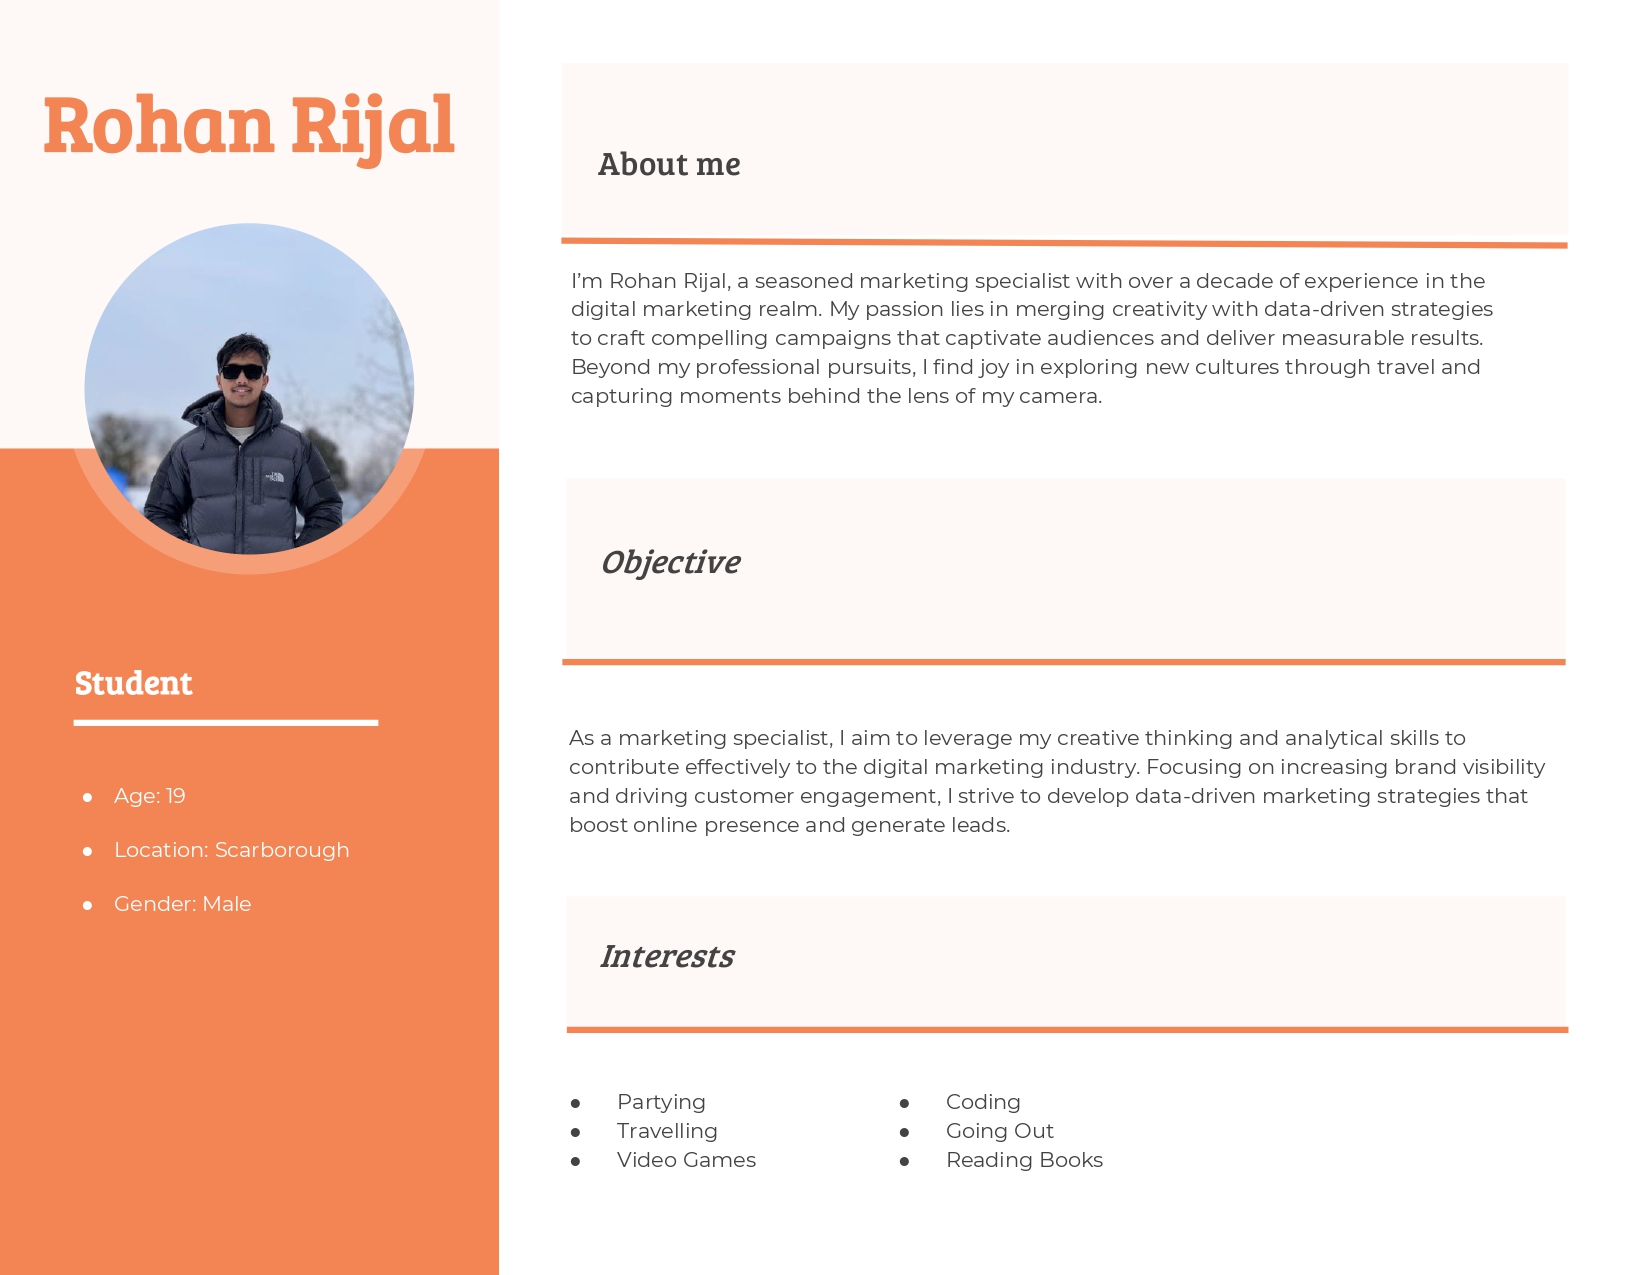 Rohan Rijal
Student
● Age: 19
● Location: Scarborough
● Gender: Male
About me
I’m Rohan Rijal, a seasoned marketing specialist with over a decade of experience in the
digital marketing realm. My passion lies in merging creativity with data-driven strategies
to craft compelling campaigns that captivate audiences and deliver measurable results.
Beyond my professional pursuits, I find joy in exploring new cultures through travel and
capturing moments behind the lens of my camera.
Objective
As a marketing specialist, I aim to leverage my creative thinking and analytical skills to
contribute effectively to the digital marketing industry. Focusing on increasing brand visibility
and driving customer engagement, I strive to develop data-driven marketing strategies that
boost online presence and generate leads.
Interests
● Partying
● Travelling
● Video Games
● Coding
● Going Out
● Reading Books